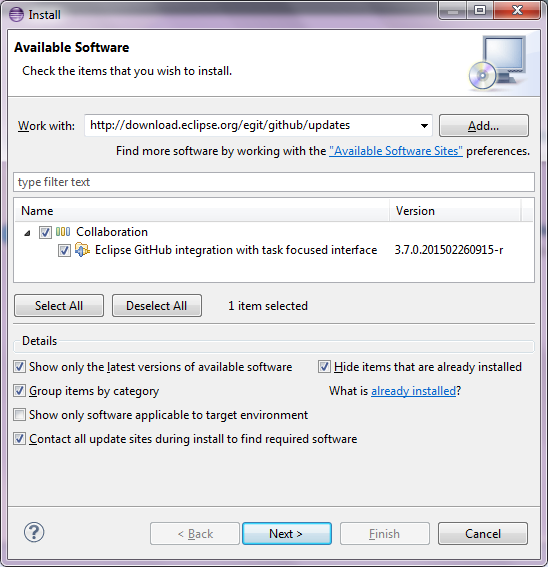 Install
Available Software
Check the items that you wish to install.
Work with: http://download.eclipse.org/egit/github/updates Add...
Find more software by working with the "Available Software Sites" preferences.
type filter text
Name Version
Collaboration
Eclipse GitHub integration with task focused interface 3.7.0.201502260915-r
Select All Deselect All 1 item selected
Details
Show only the latest versions of available software Hide items that are already installed
Group items by category What is already installed?
Show only software applicable to target environment
Contact all update sites during install to find required software
? < Back Next > Finish Cancel